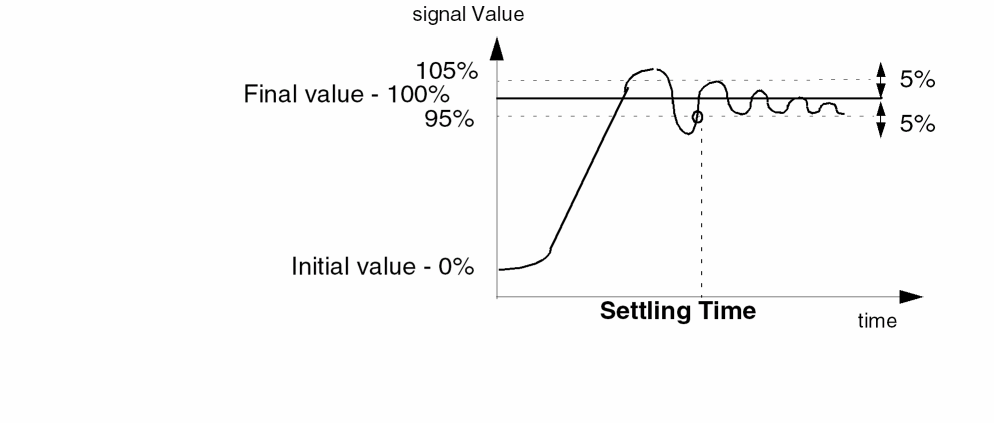 signal Value
105%
Final value - 100%
95%
5%
5%
Initial value - 0%
Settling Time
time